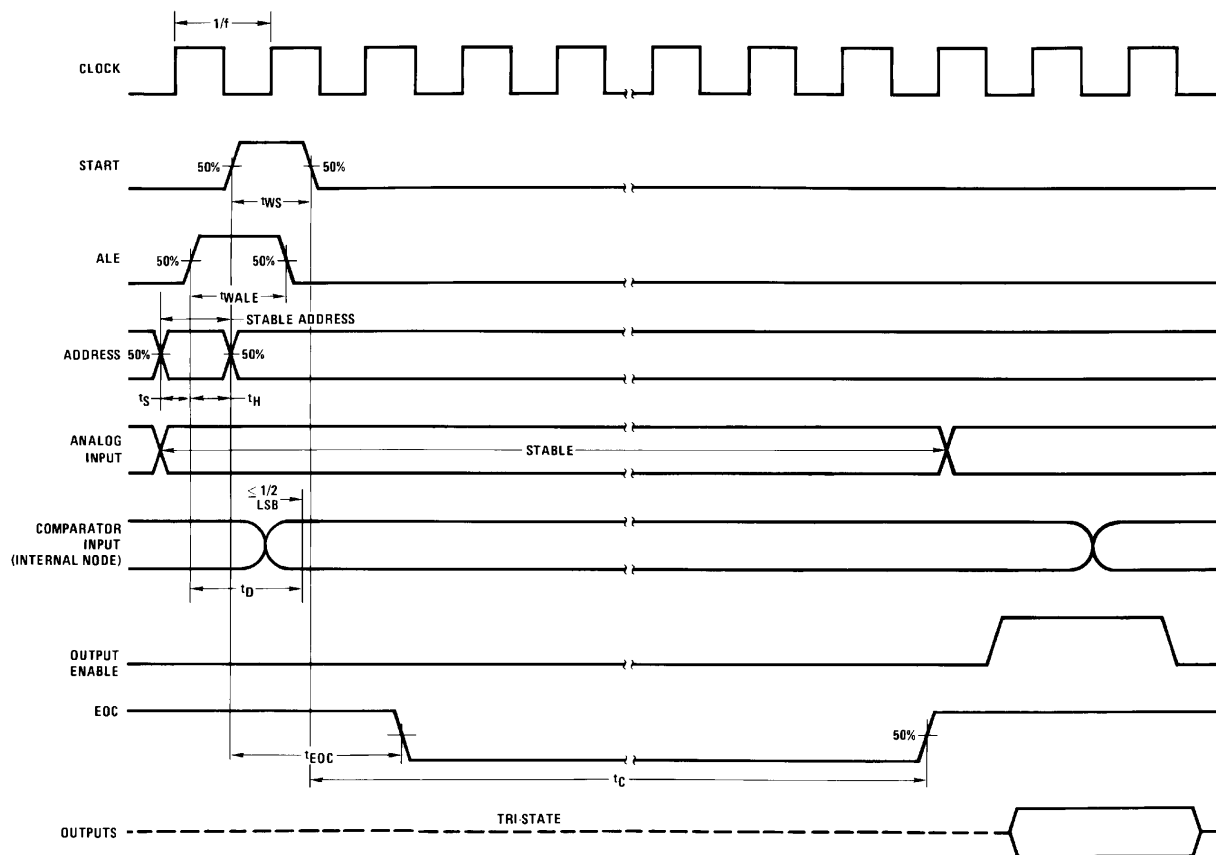 1/f
CLOCK
START
50%
50%
tWS
ALE
50%
50%
tWALE
STABLE ADDRESS
ADDRESS
50%
50%
tS
tH
ANALOG
INPUT
STABLE
≤ 1/2
LSB
COMPARATOR
INPUT
(INTERNAL NODE)
tD
OUTPUT
ENABLE
EOC
50%
tEOC
tC
TRI-STATE
OUTPUTS